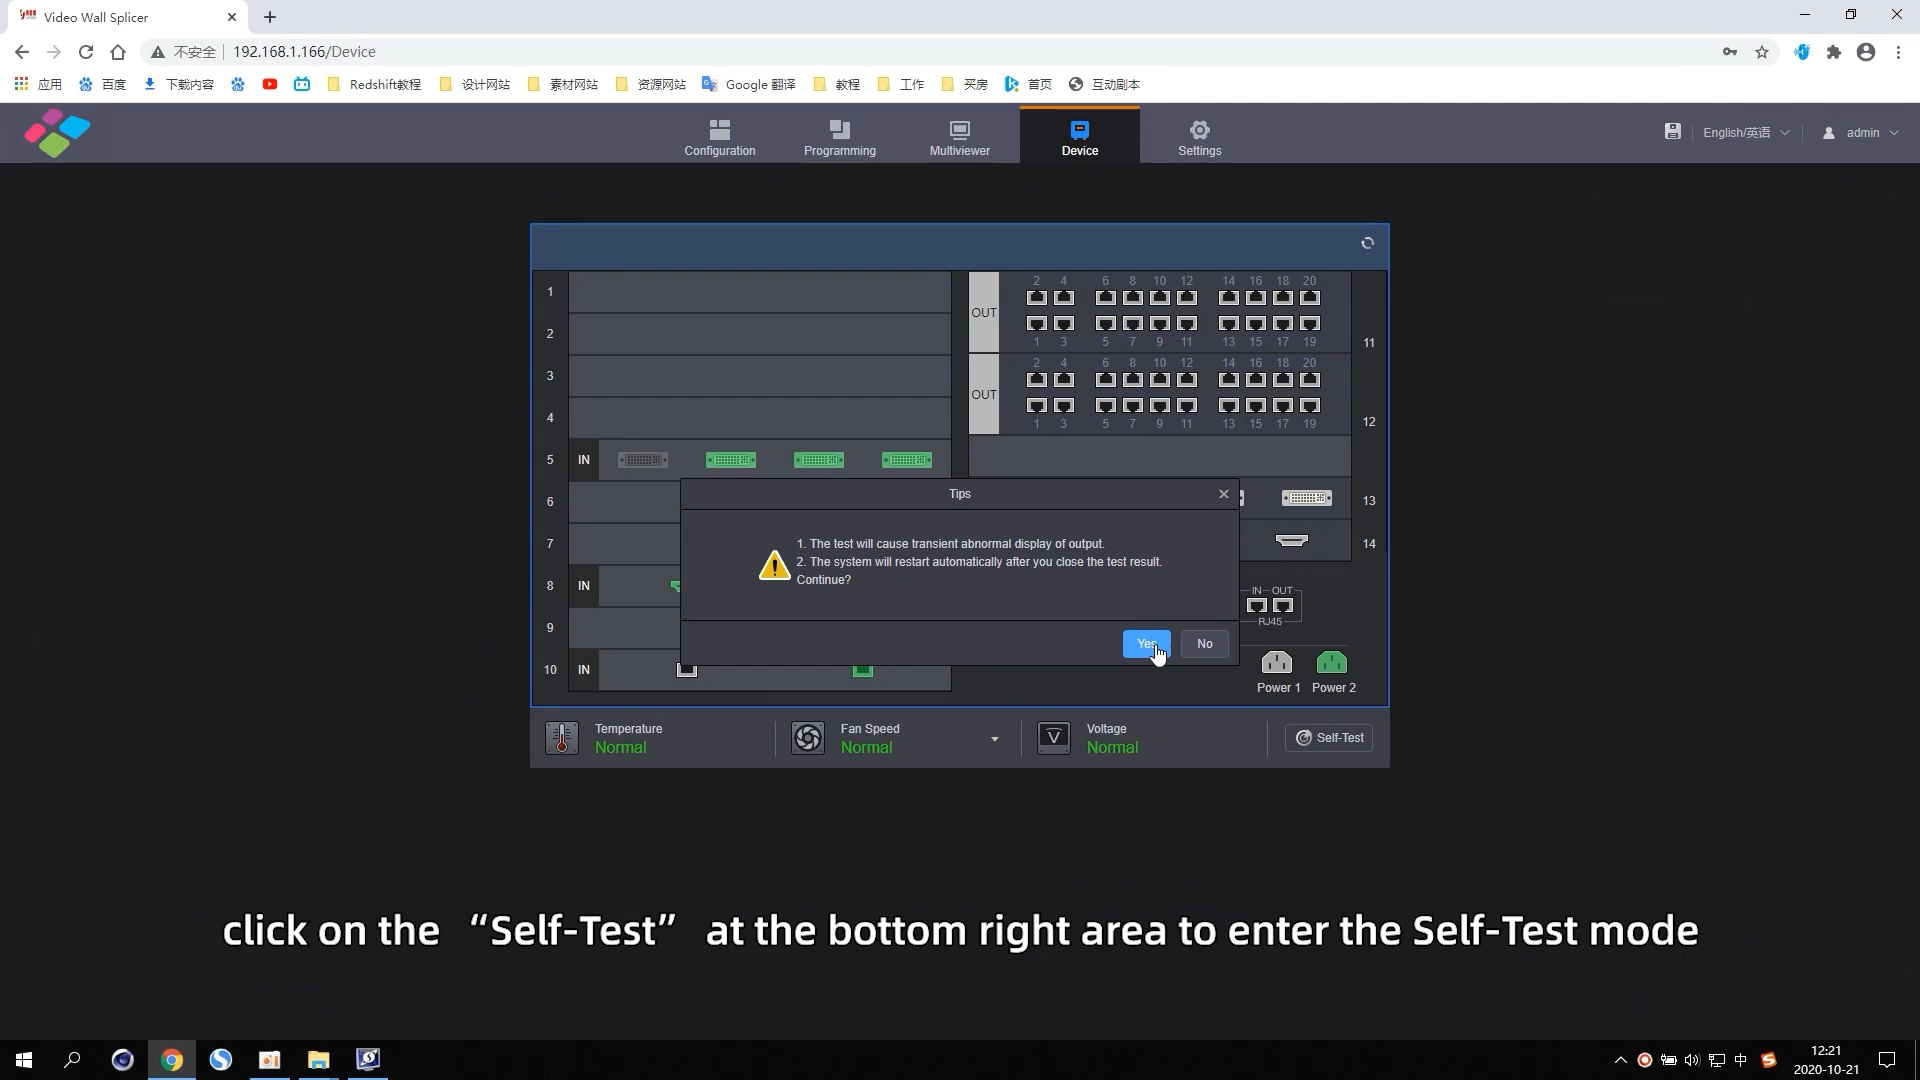 Video Wall Splicer
不安全 192.168.1.166/Device
应用 百度 下载内容 Redshift教程 设计网站 素材网站 资源网站 Google 翻译 教程 工作 买房 首页 互动剧本
Configuration Programming Multiviewer Device Settings English/英语 admin
1
2
3
4
5 IN
6
7
8 IN
9
10 IN
OUT
2 4 6 8 10 12 14 16 18 20
1 3 5 7 9 11 13 15 17 19
11
OUT
2 4 6 8 10 12 14 16 18 20
1 3 5 7 9 11 13 15 17 19
12
13
14
IN OUT
RJ45
Power 1 Power 2
Tips
1. The test will cause transient abnormal display of output.
2. The system will restart automatically after you close the test result.
Continue?
Yes No
Temperature
Normal
Fan Speed
Normal
V
Voltage
Normal
Self-Test
click on the “Self-Test” at the bottom right area to enter the Self-Test mode
中
12:21
2020-10-21